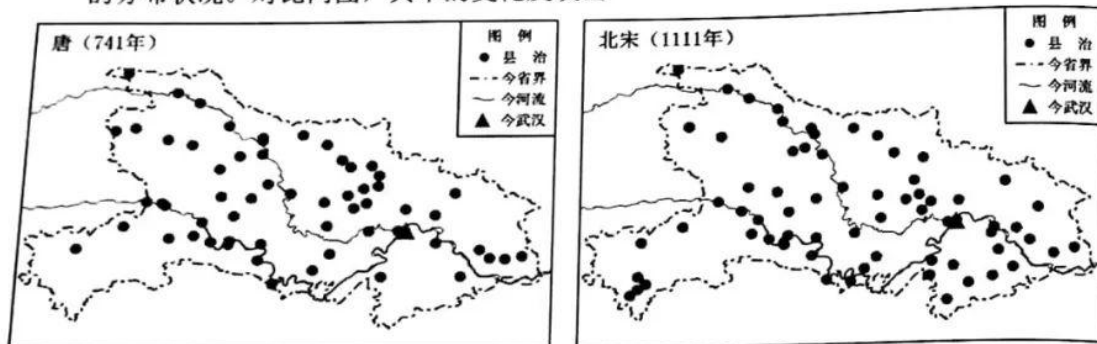 的分布状况。对比两图，其中的变化反映出
唐（741年）
图 例
县 治
今省界
今河流
今武汉
北宋（1111年）
图 例
县 治
今省界
今河流
今武汉